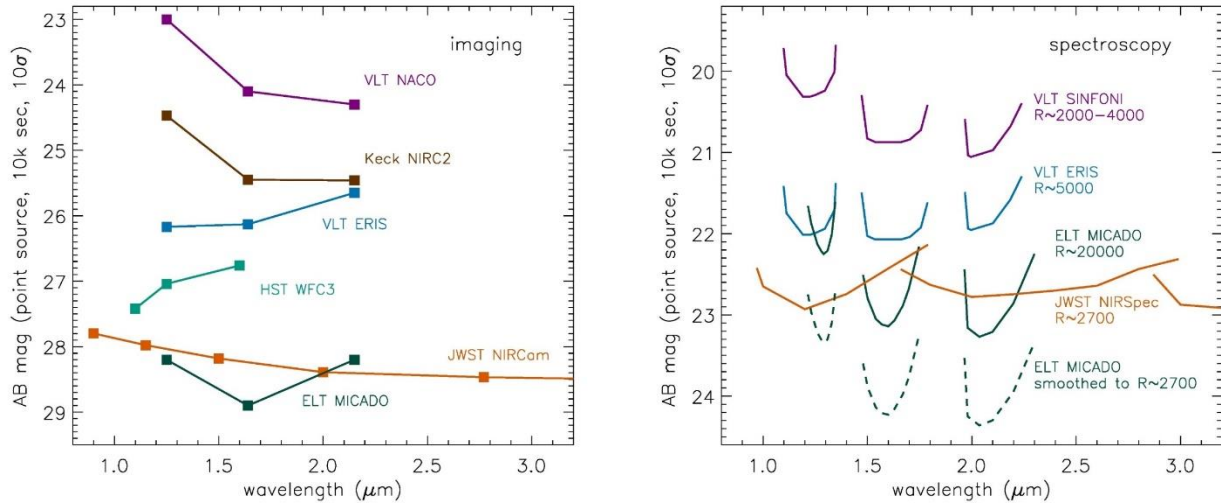 imaging
VLT NACO
Keck NIRC2
VLT ERIS
HST WFC3
JWST NIRCam
ELT MICADO
AB mag (point source, 10k sec, 10σ)
23
24
25
26
27
28
29
1.0 1.5 2.0 2.5 3.0
wavelength (μm)
spectroscopy
VLT SINFONI
R~2000-4000
VLT ERIS
R~5000
ELT MICADO
R~20000
JWST NIRSpec
R~2700
ELT MICADO
smoothed to R~2700
AB mag (point source, 10k sec, 10σ)
20
21
22
23
24
1.0 1.5 2.0 2.5 3.0
wavelength (μm)